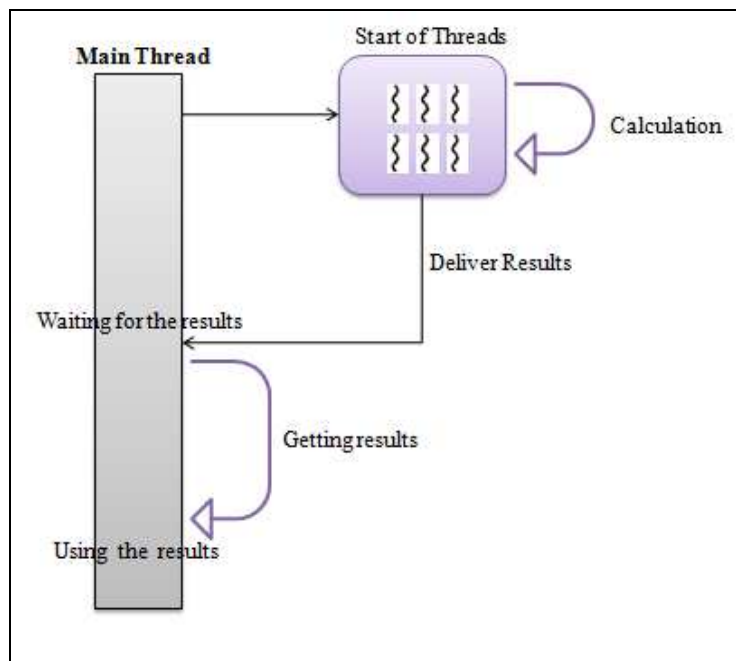 Start of Threads
Main Thread
Calculation
Deliver Results
Waiting for the results
Getting results
Using the results